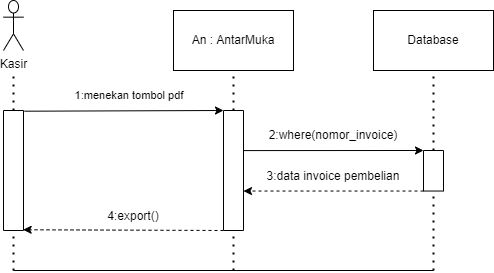 Kasir
An : AntarMuka
Database
1:menekan tombol pdf
2:where(nomor_invoice)
3:data invoice pembelian
4:export()